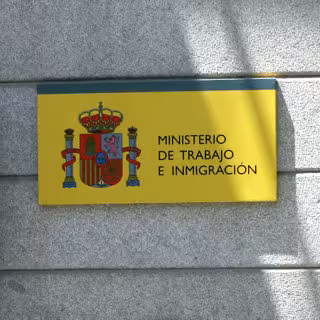 MINISTERIO
DE TRABAJO
E INMIGRACIÓN